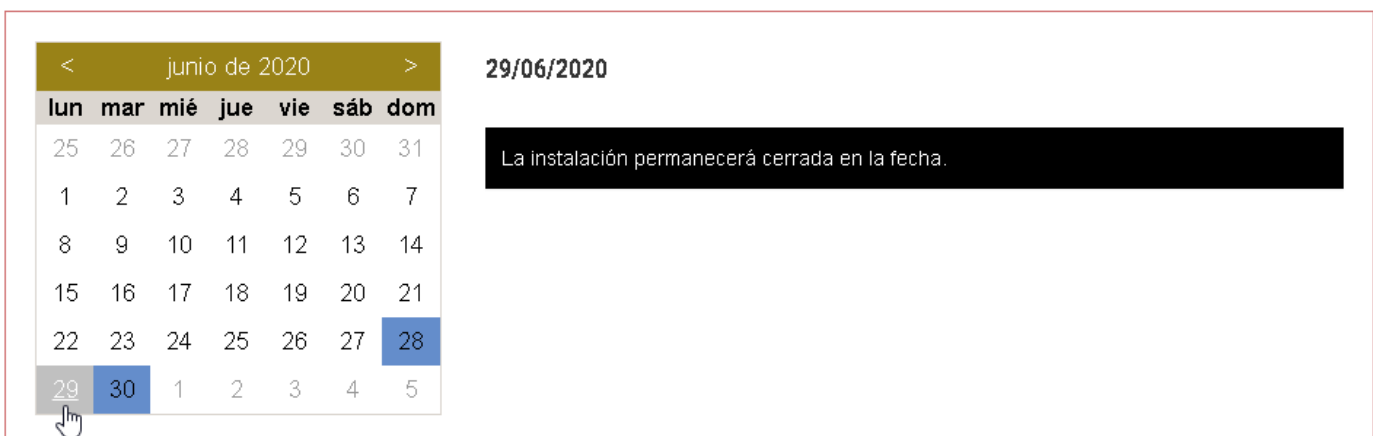 < junio de 2020 >
lun mar mié jue vie sáb dom
25 26 27 28 29 30 31
1 2 3 4 5 6 7
8 9 10 11 12 13 14
15 16 17 18 19 20 21
22 23 24 25 26 27 28
29 30 1 2 3 4 5
29/06/2020
La instalación permanecerá cerrada en la fecha.